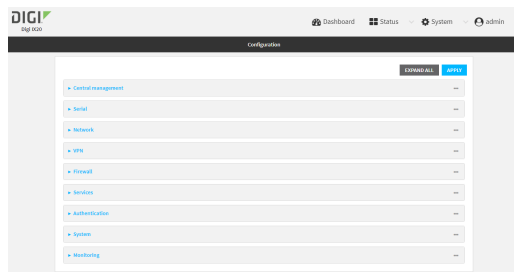 DIGI
Digi IX20
Dashboard Status System admin
Configuration
EXPAND ALL APPLY
Central management
Serial
Network
VPN
Firewall
Services
Authentication
System
Monitoring